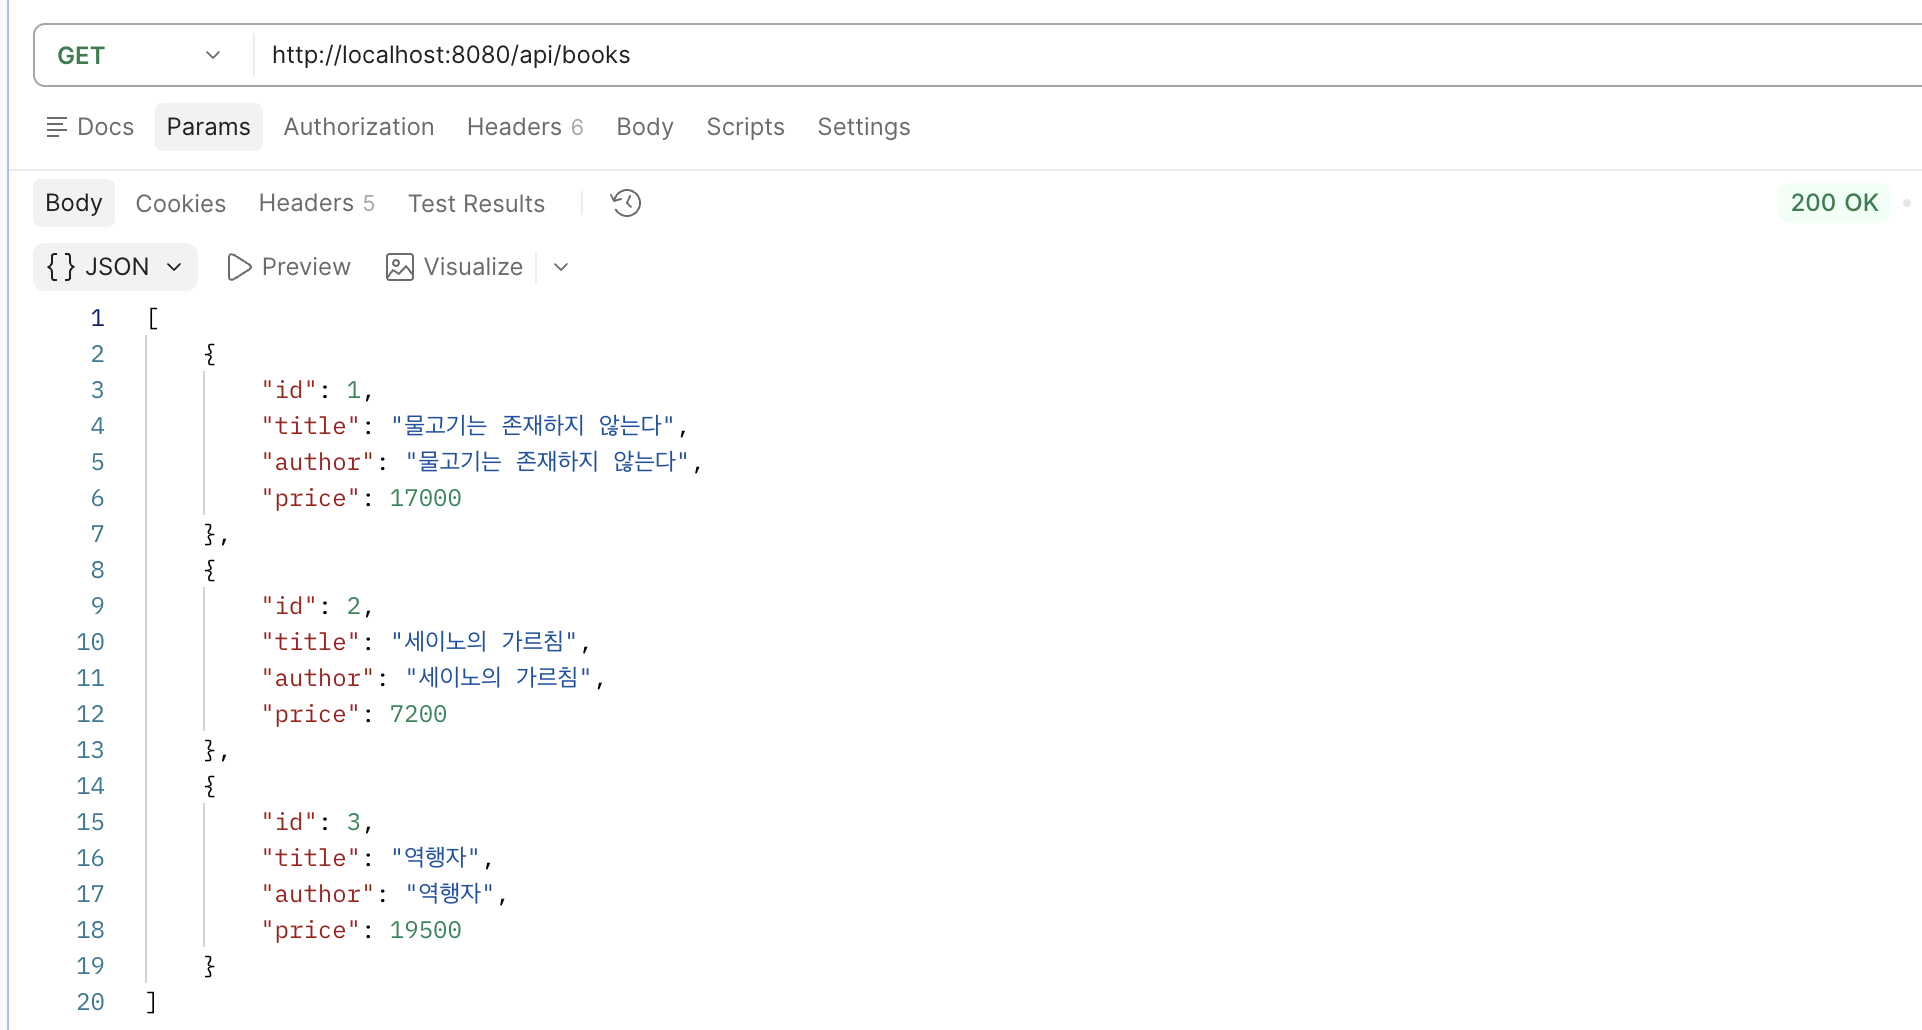 GET http://localhost:8080/api/books
Docs Params Authorization Headers 6 Body Scripts Settings
Body Cookies Headers 5 Test Results 200 OK
{} JSON Preview Visualize
1 [
2 {
3 "id": 1,
4 "title": "물고기는 존재하지 않는다",
5 "author": "물고기는 존재하지 않는다",
6 "price": 17000
7 },
8 {
9 "id": 2,
10 "title": "세이노의 가르침",
11 "author": "세이노의 가르침",
12 "price": 7200
13 },
14 {
15 "id": 3,
16 "title": "역행자",
17 "author": "역행자",
18 "price": 19500
19 }
20 ]